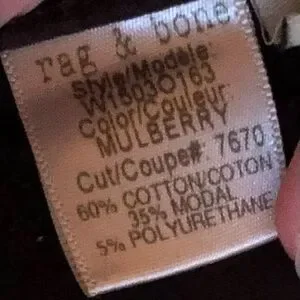 rag & bone
Style/Modele:
W1503O163
Color/Couleur:
MULBERRY
Cut/Coupe#: 7670
60% COTTON/COTON
35% MODAL
5% POLYURETHANE